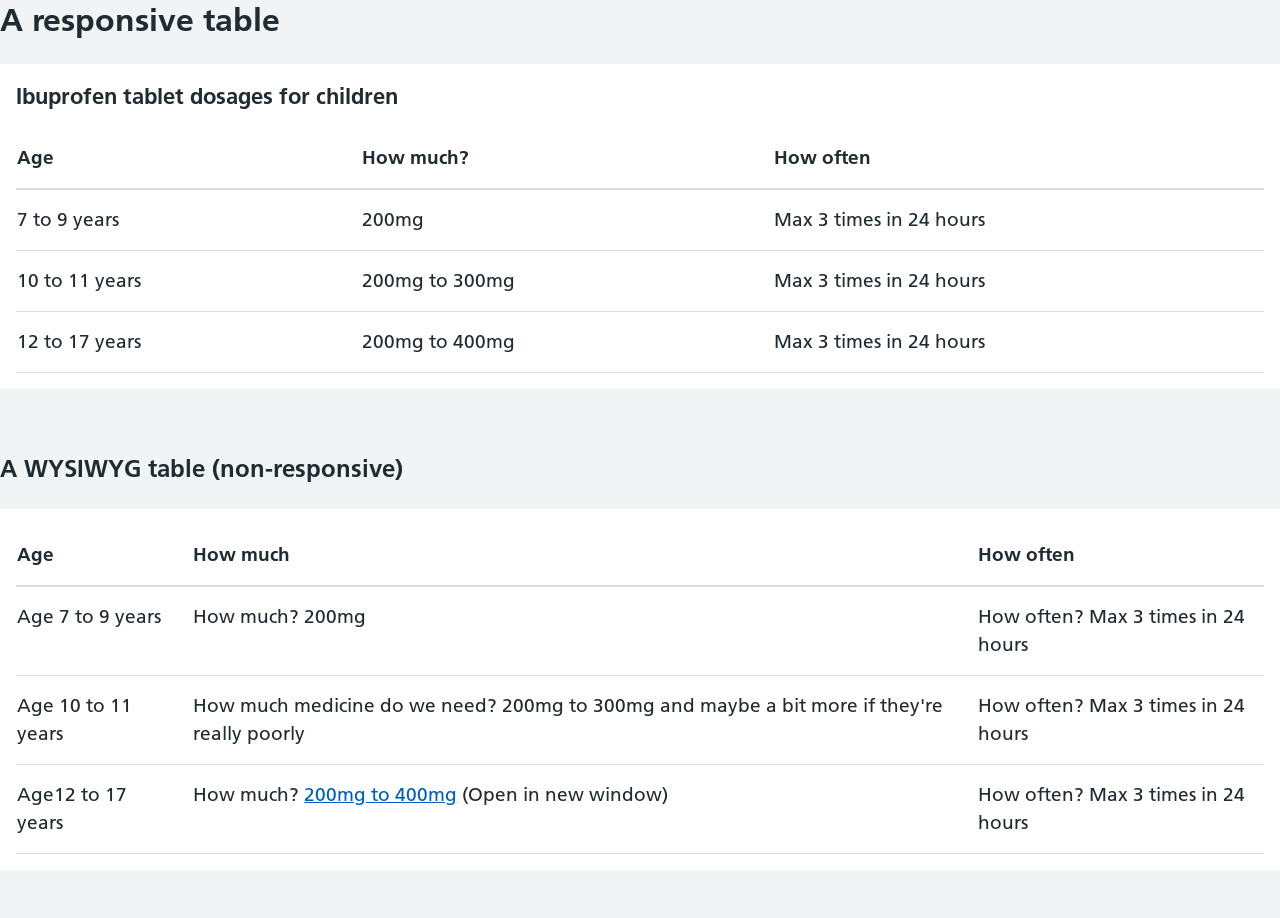 A responsive table
Ibuprofen tablet dosages for children
Age How much? How often
7 to 9 years 200mg Max 3 times in 24 hours
10 to 11 years 200mg to 300mg Max 3 times in 24 hours
12 to 17 years 200mg to 400mg Max 3 times in 24 hours
A WYSIWYG table (non-responsive)
Age How much How often
Age 7 to 9 years How much? 200mg How often? Max 3 times in 24
hours
Age 10 to 11 How much medicine do we need? 200mg to 300mg and maybe a bit more if they're How often? Max 3 times in 24
years really poorly hours
Age12 to 17 How much? 200mg to 400mg (Open in new window) How often? Max 3 times in 24
years hours